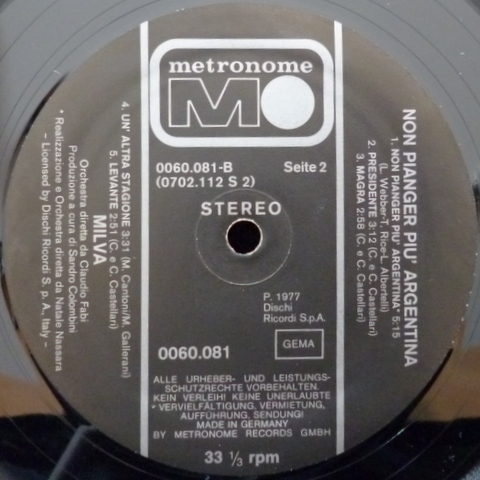 metronome
M
0060.081-B Seite 2
(0702.112 S 2)
STEREO
P. 1977
Dischi
Ricordi S.p.A.
0060.081
GEMA
ALLE URHEBER- UND LEISTUNGS-
SCHUTZRECHTE VORBEHALTEN.
KEIN VERLEIH! KEINE UNERLAUBTE
* VERVIELFÄLTIGUNG, VERMIETUNG,
AUFFÜHRUNG, SENDUNG!
MADE IN GERMANY
BY METRONOME RECORDS GMBH
33 ⅓ rpm
NON PIANGER PIU' ARGENTINA
1. NON PIANGER PIU' ARGENTINA* 5:15
(L. Webber-T. Rice-L. Albertelli)
2. PRESIDENTE 3:12 (C. e C. Castellari)
3. MAGRA 2:58 (C. e C. Castellari)
4. UN' ALTRA STAGIONE 3:31 (M. Cantoni/M. Gallerani)
5. LEVANTE 2:51 (C. e C. Castellari)
MILVA
Orchestra diretta da Claudio Fabi
Produzione a cura di Sandro Colombini
* Realizzazione e Orchestra diretta da Natale Nassara
- Licensed by Dischi Ricordi S. p. A., Italy -